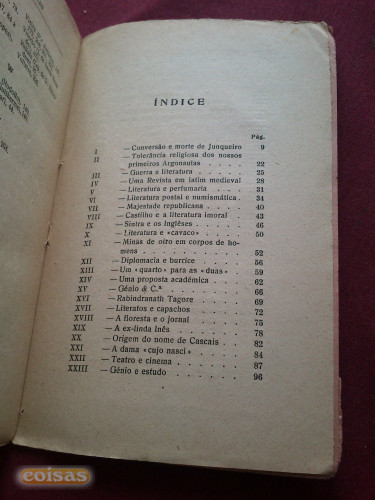 ÍNDICE
Pág.
I — Conversão e morte de Junqueiro 9
II — Tolerância religiosa dos nossos
primeiros Argonautas 22
III — Guerra e literatura 25
IV — Uma Revista em latim medieval 28
V — Literatura e perfumaria 31
VI — Literatura postal e numismática 34
VII — Majestade republicana 40
VIII — Castilho e a literatura imoral 43
IX — Sintra e os Inglêses 46
X — Literatura e «cavaco» 50
XI — Minas de oiro em corpos de ho-
mens 52
XII — Diplomacia e burrice 56
XIII — Um «quarto» para as «duas» 59
XIV — Uma proposta académica 62
XV — Génio & C.ª 66
XVI — Rabindranath Tagore 69
XVII — Literatos e capachos 72
XVIII — A floresta e o jornal 75
XIX — A ex-linda Inês 78
XX — Origem do nome de Cascais 82
XXI — A dama «cujo nasci» 84
XXII — Teatro e cinema 87
XXIII — Génio e estudo 96
coisas